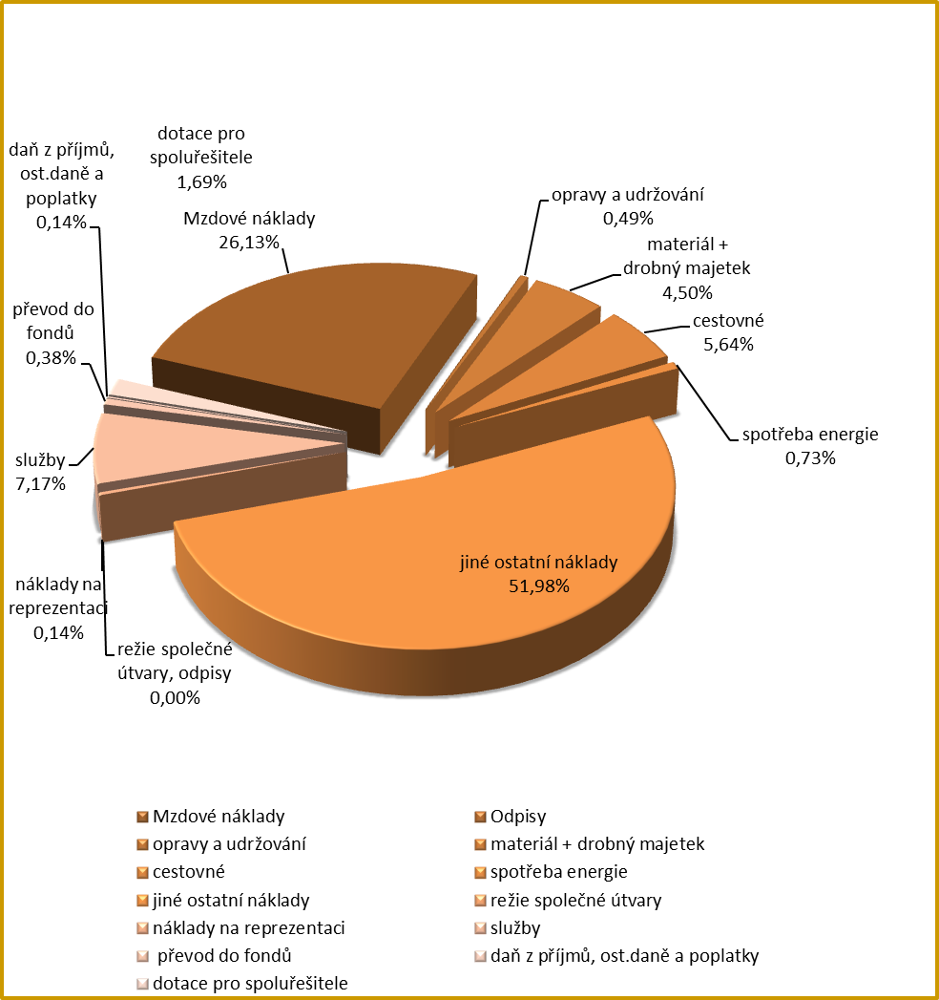 dotace pro
spoluřešitele
1,69%
daň z příjmů,
ost.daně a
poplatky
0,14%
Mzdové náklady
26,13%
opravy a udržování
0,49%
materiál +
drobný majetek
4,50%
cestovné
5,64%
převod do
fondů
0,38%
spotřeba energie
0,73%
služby
7,17%
jiné ostatní náklady
51,98%
náklady na
reprezentaci
0,14%
režie společné
útvary, odpisy
0,00%
Mzdové náklady
Odpisy
opravy a udržování
materiál + drobný majetek
cestovné
spotřeba energie
jiné ostatní náklady
režie společné útvary
náklady na reprezentaci
služby
převod do fondů
daň z příjmů, ost.daně a poplatky
dotace pro spoluřešitele